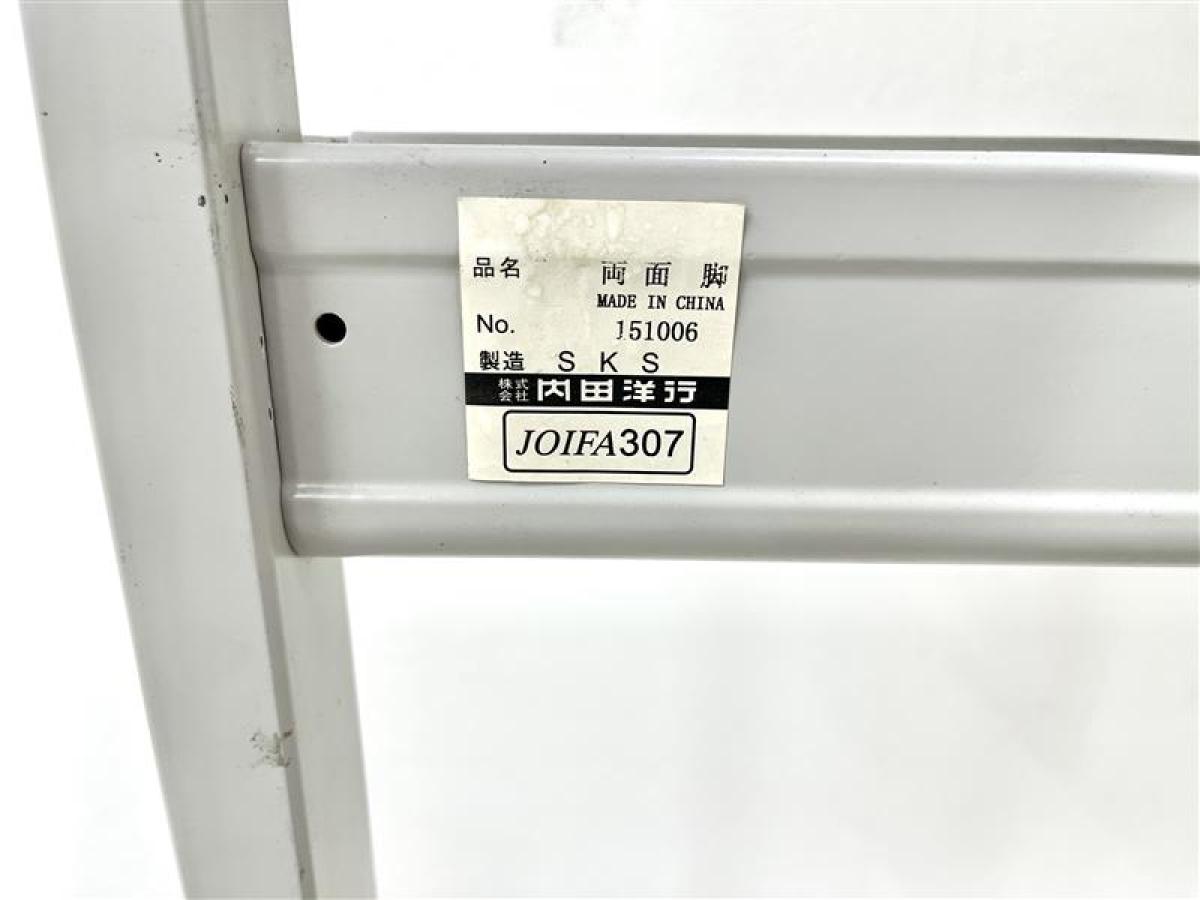 品名 両面脚
MADE IN CHINA
No. 151006
製造 SKS
株式会社 内田洋行
JOIFA307